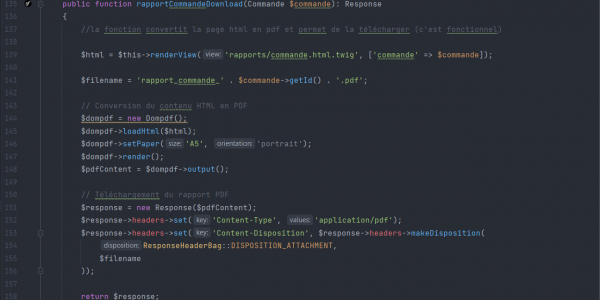 135 public function rapportCommandeDownload(Commande $commande): Response
136 {
137 //la fonction convertit la page html en pdf et permet de la télécharger (c'est fonctionnel)
138
139 $html = $this->renderView( view: 'rapports/commande.html.twig', ['commande' => $commande]);
140
141 $filename = 'rapport_commande_' . $commande->getId() . '.pdf';
142
143 // Conversion du contenu HTML en PDF
144 $dompdf = new Dompdf();
145 $dompdf->loadHtml($html);
146 $dompdf->setPaper( size: 'A5', orientation: 'portrait');
147 $dompdf->render();
148 $pdfContent = $dompdf->output();
149
150 // Téléchargement du rapport PDF
151 $response = new Response($pdfContent);
152 $response->headers->set( key: 'Content-Type', values: 'application/pdf');
153 $response->headers->set( key: 'Content-Disposition', $response->headers->makeDisposition(
154 disposition: ResponseHeaderBag::DISPOSITION_ATTACHMENT,
155 $filename
156 ));
157
158 return $response;